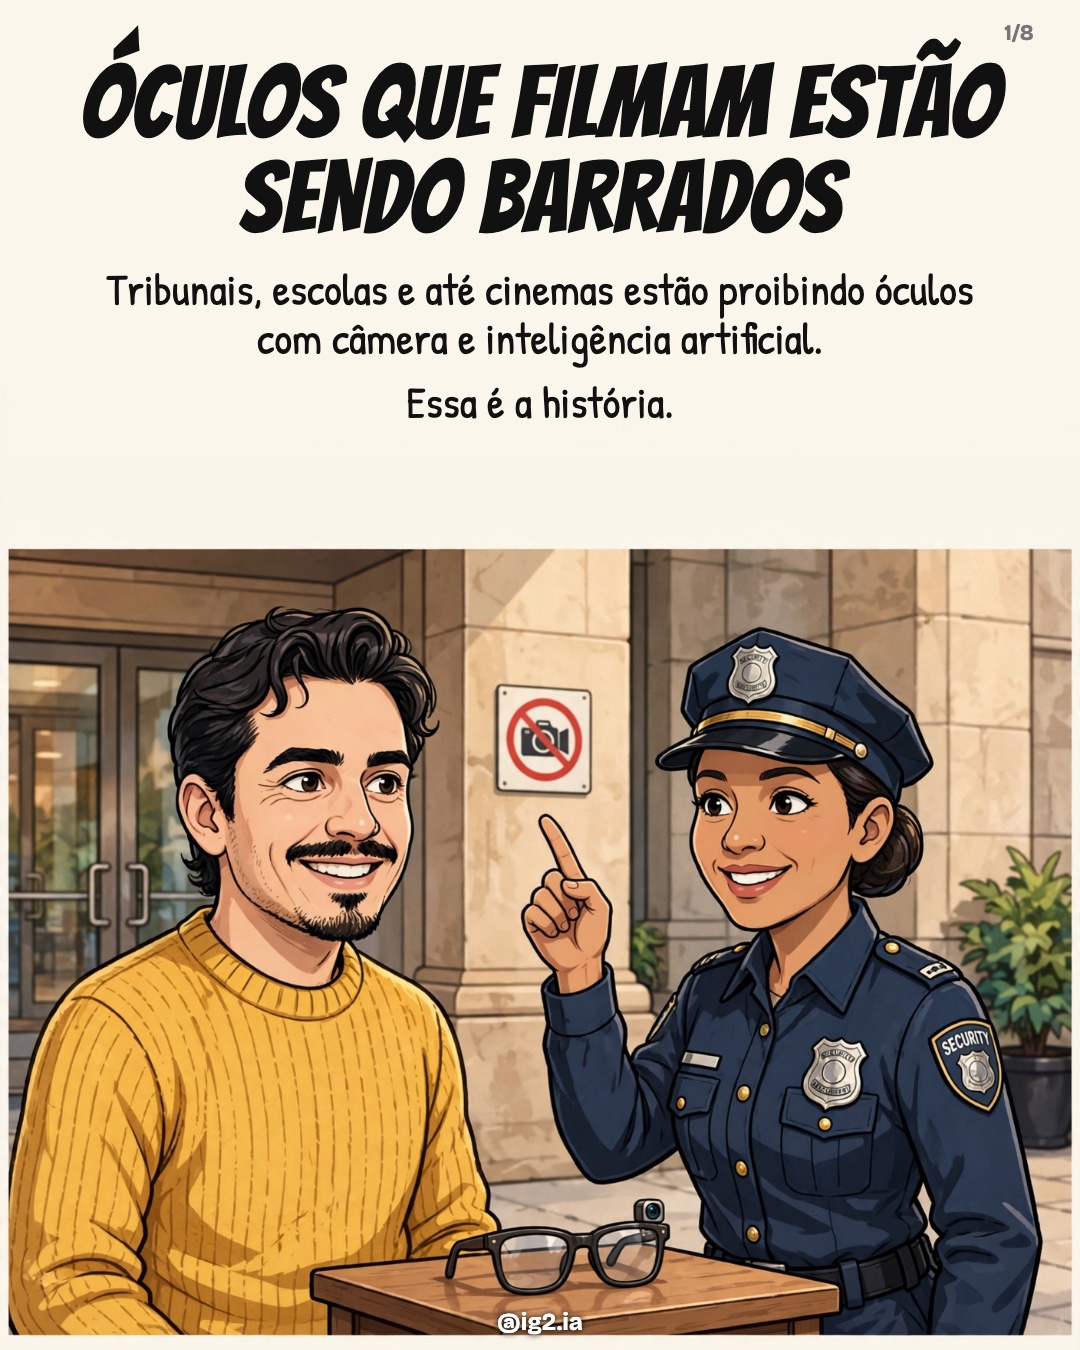 1/8
ÓCULOS QUE FILMAM ESTÃO
SENDO BARRADOS
Tribunais, escolas e até cinemas estão proibindo óculos
com câmera e inteligência artificial.
Essa é a história.
SECURITY
SECURITY
@ig2.ia